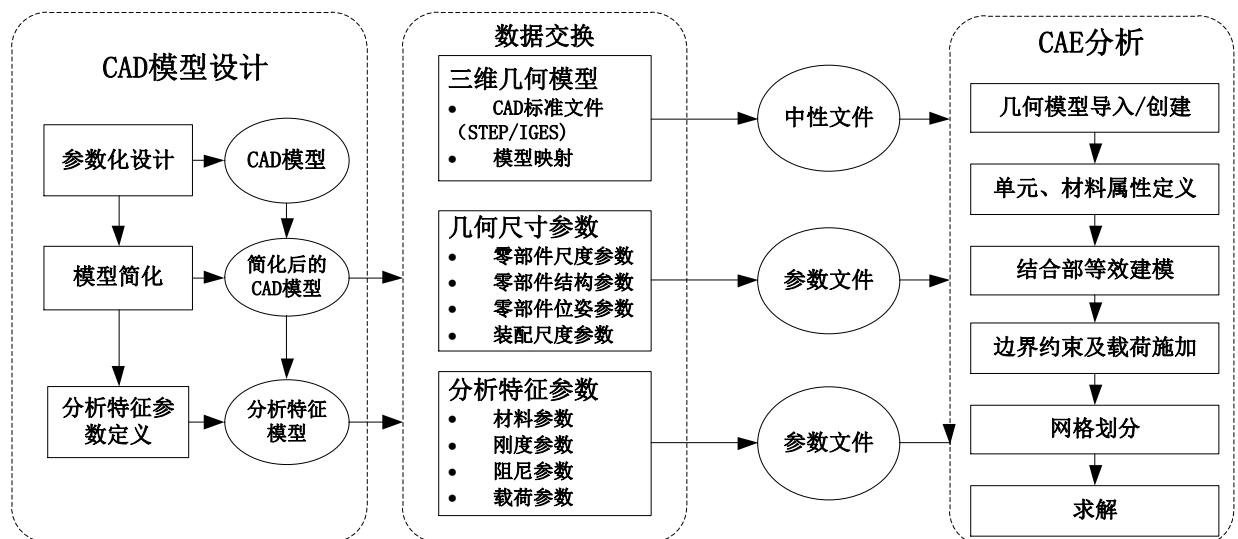 CAD模型设计
参数化设计
CAD模型
模型简化
简化后的
CAD模型
分析特征参
数定义
分析特征
模型
数据交换
三维几何模型
• CAD标准文件
（STEP/IGES）
• 模型映射
几何尺寸参数
• 零部件尺度参数
• 零部件结构参数
• 零部件位姿参数
• 装配尺度参数
分析特征参数
• 材料参数
• 刚度参数
• 阻尼参数
• 载荷参数
中性文件
参数文件
参数文件
CAE分析
几何模型导入/创建
单元、材料属性定义
结合部等效建模
边界约束及载荷施加
网格划分
求解